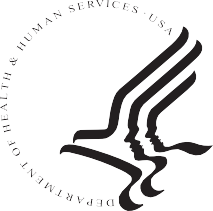 DEPARTMENT OF HEALTH & HUMAN SERVICES · USA